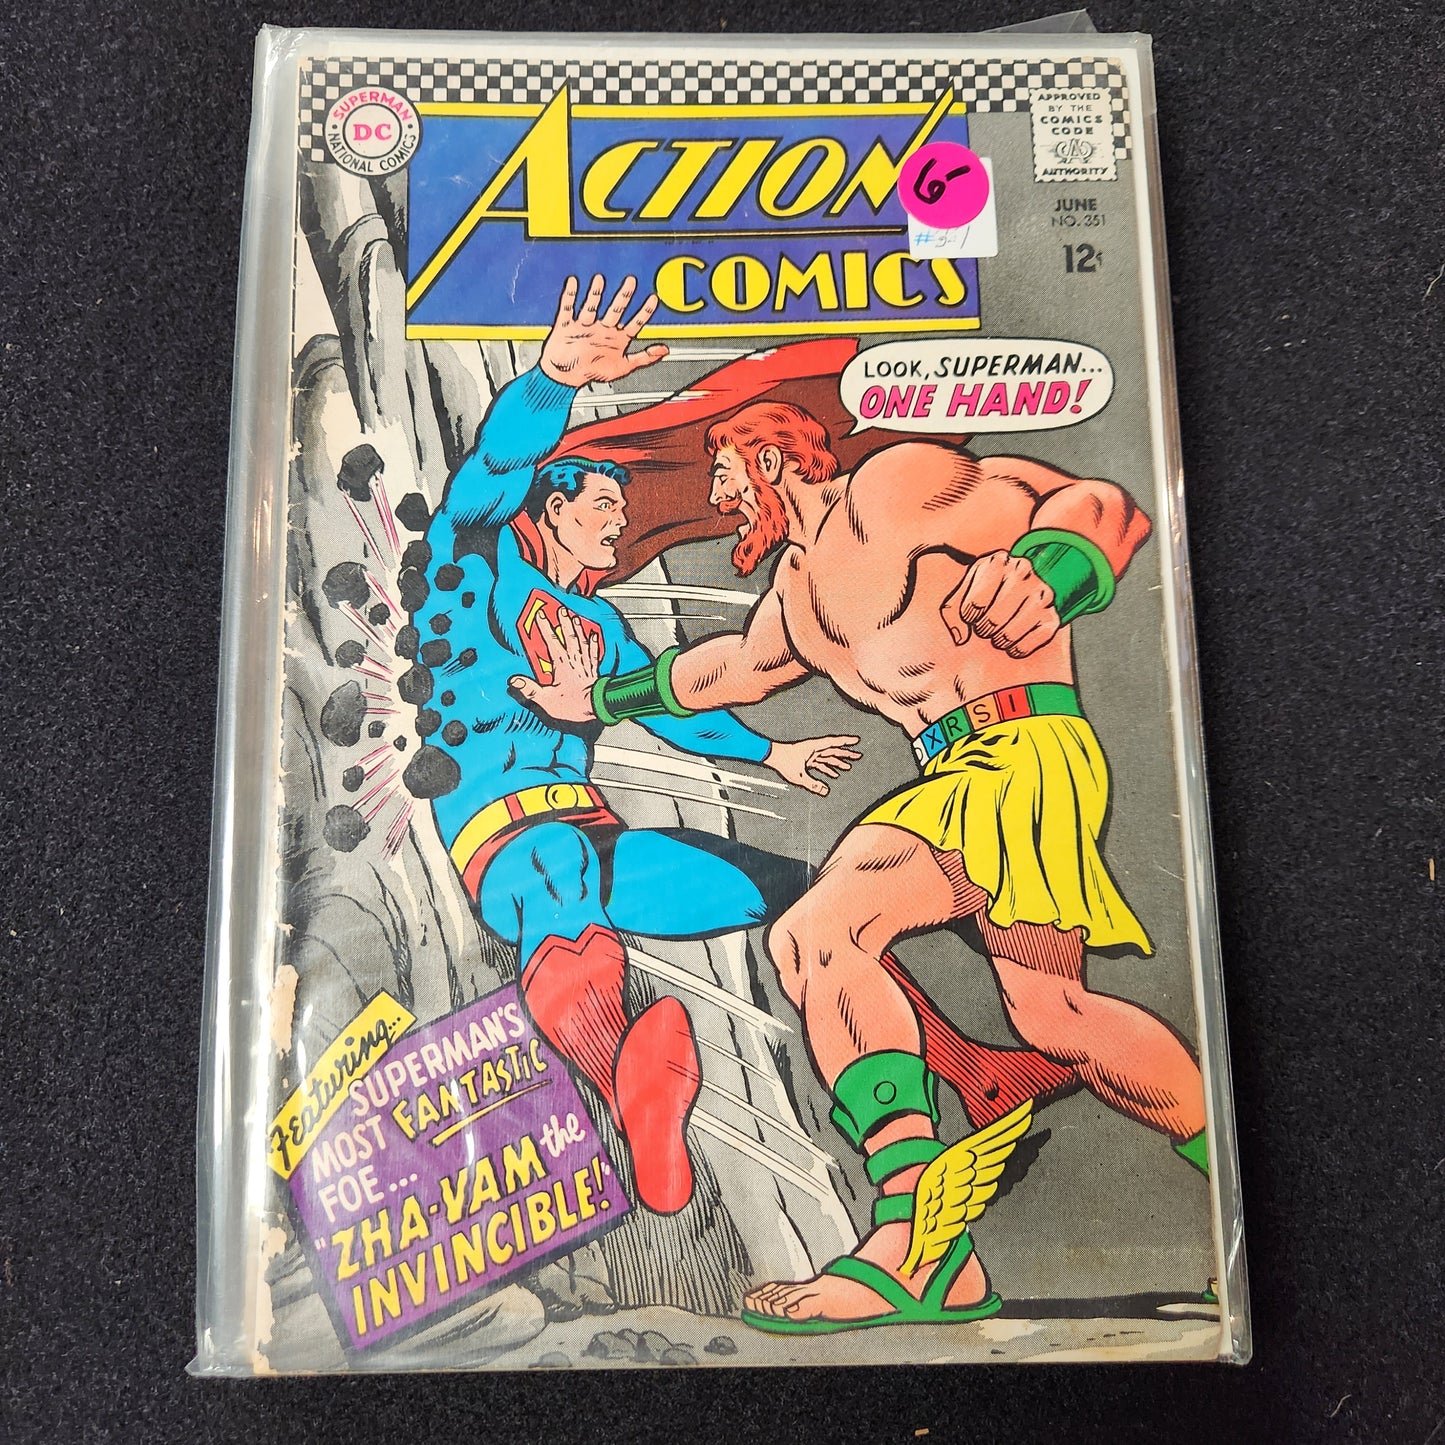 SUPERMAN
DC
NATIONAL COMICS
ACTION
COMICS
6-
APPROVED
BY THE
COMICS
CODE
AUTHORITY
JUNE
NO. 351
12¢
LOOK, SUPERMAN...
ONE HAND!
S
XRSI
Featuring...
SUPERMAN'S
MOST FANTASTIC
FOE...
"ZHA-VAM the
INVINCIBLE!"